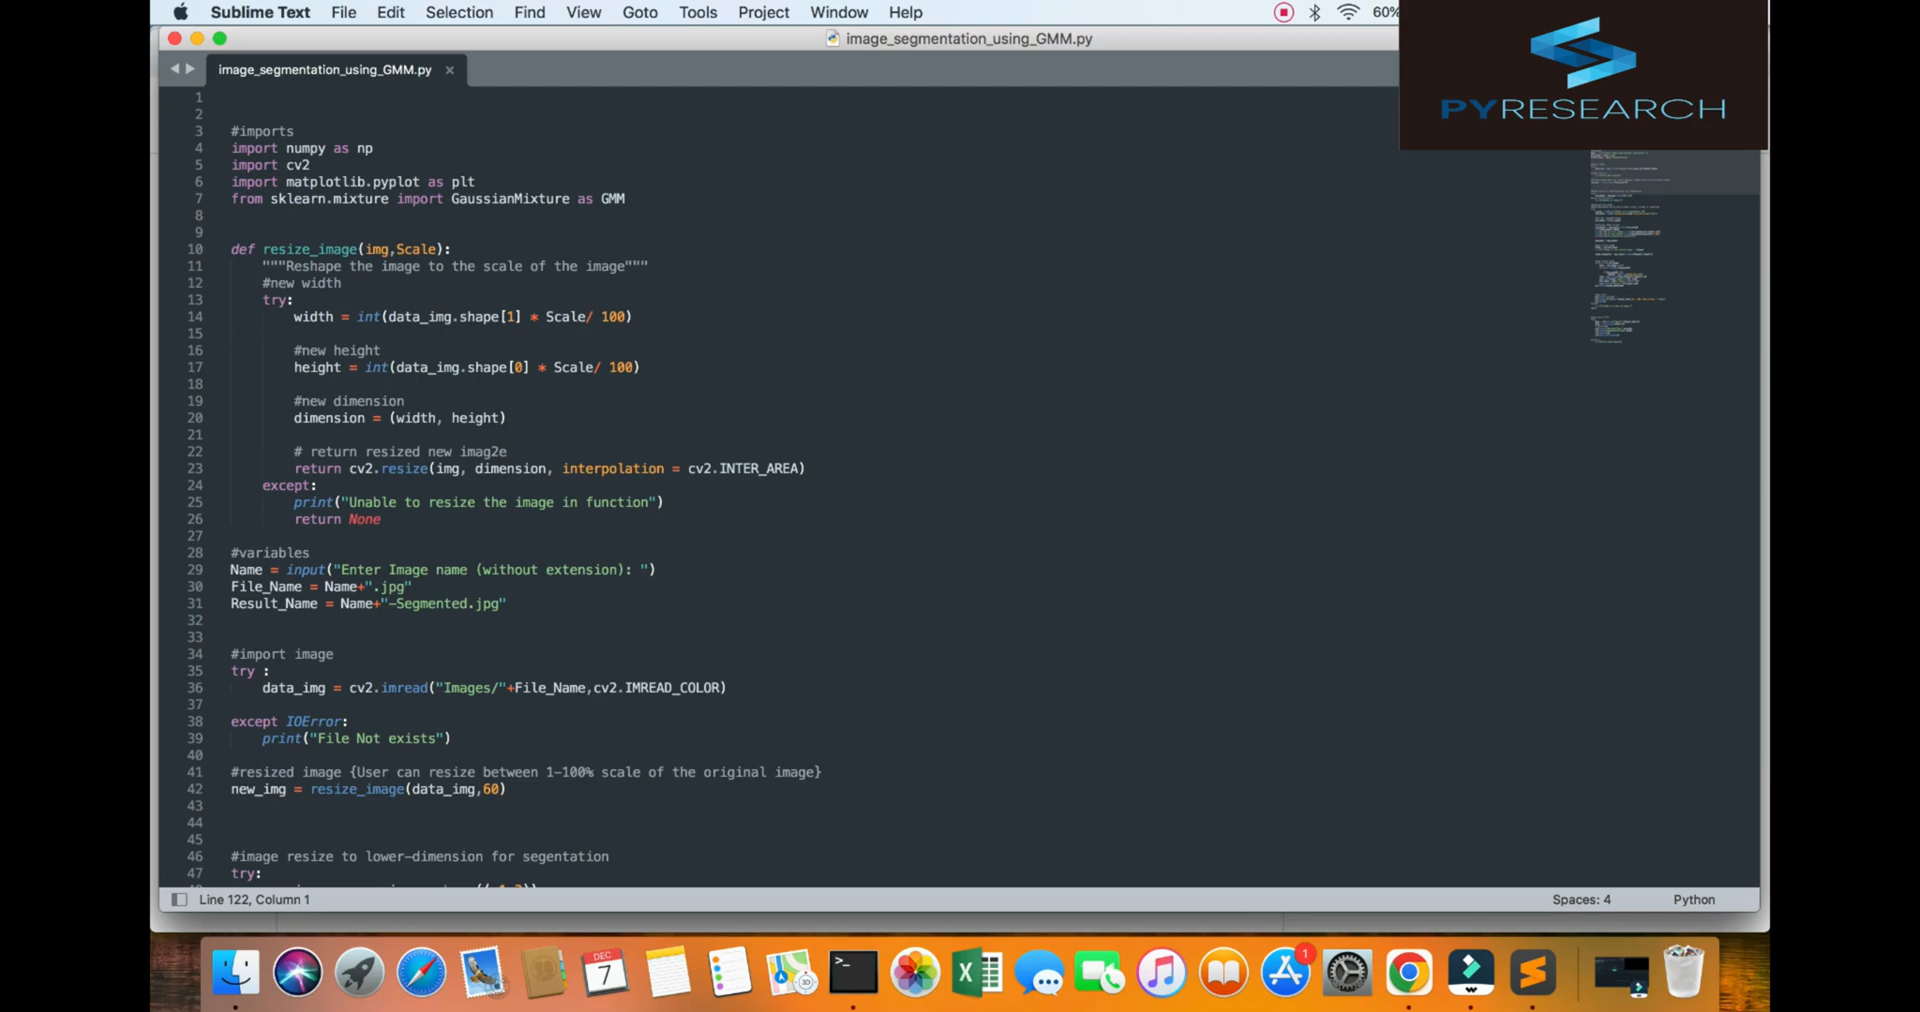 Sublime Text File Edit Selection Find View Goto Tools Project Window Help 60%
image_segmentation_using_GMM.py
image_segmentation_using_GMM.py ×
PYRESEARCH
1
2
3 #imports
4 import numpy as np
5 import cv2
6 import matplotlib.pyplot as plt
7 from sklearn.mixture import GaussianMixture as GMM
8
9
10 def resize_image(img,Scale):
11 """Reshape the image to the scale of the image"""
12 #new width
13 try:
14 width = int(data_img.shape[1] * Scale/ 100)
15
16 #new height
17 height = int(data_img.shape[0] * Scale/ 100)
18
19 #new dimension
20 dimension = (width, height)
21
22 # return resized new imag2e
23 return cv2.resize(img, dimension, interpolation = cv2.INTER_AREA)
24 except:
25 print("Unable to resize the image in function")
26 return None
27
28 #variables
29 Name = input("Enter Image name (without extension): ")
30 File_Name = Name+".jpg"
31 Result_Name = Name+"-Segmented.jpg"
32
33
34 #import image
35 try :
36 data_img = cv2.imread("Images/"+File_Name,cv2.IMREAD_COLOR)
37
38 except IOError:
39 print("File Not exists")
40
41 #resized image {User can resize between 1-100% scale of the original image}
42 new_img = resize_image(data_img,60)
43
44
45
46 #image resize to lower-dimension for segentation
47 try:
Line 122, Column 1 Spaces: 4 Python
DEC
7
3D
1